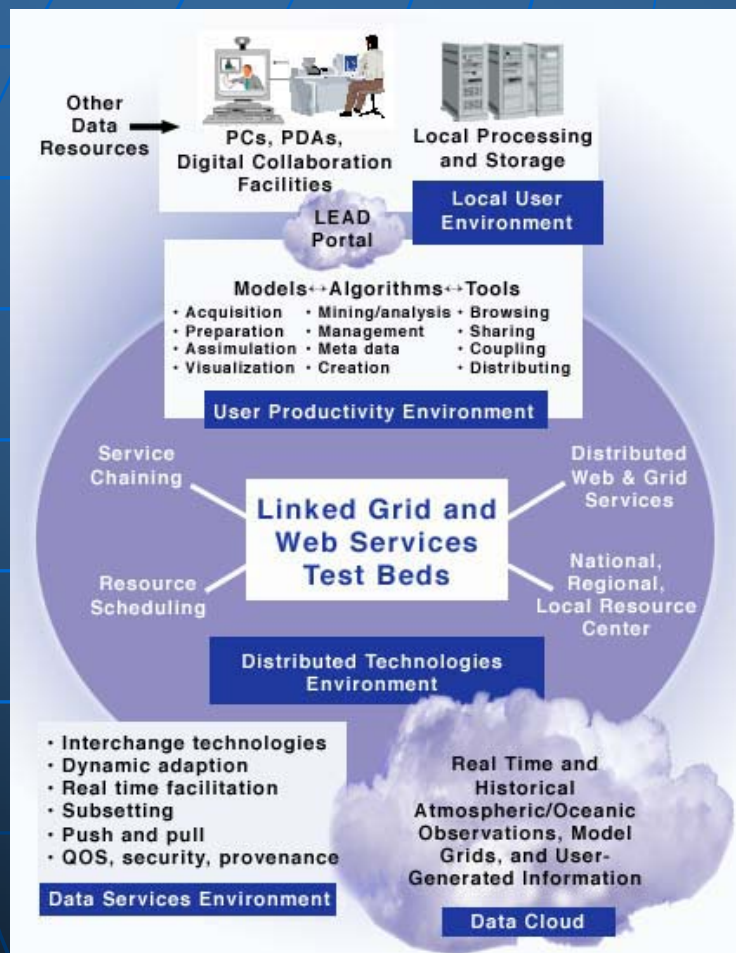 Other
Data
Resources
PCs, PDAs,
Digital Collaboration
Facilities
Local Processing
and Storage
Local User
Environment
LEAD
Portal
Models↔Algorithms↔Tools
· Acquisition
· Preparation
· Assimilation
· Visualization
· Mining/analysis
· Management
· Meta data
· Creation
· Browsing
· Sharing
· Coupling
· Distributing
User Productivity Environment
Service
Chaining
Distributed
Web & Grid
Services
Linked Grid and
Web Services
Test Beds
Resource
Scheduling
National,
Regional,
Local Resource
Center
Distributed Technologies
Environment
· Interchange technologies
· Dynamic adaption
· Real time facilitation
· Subsetting
· Push and pull
· QOS, security, provenance
Data Services Environment
Real Time and
Historical
Atmospheric/Oceanic
Observations, Model
Grids, and User-
Generated Information
Data Cloud